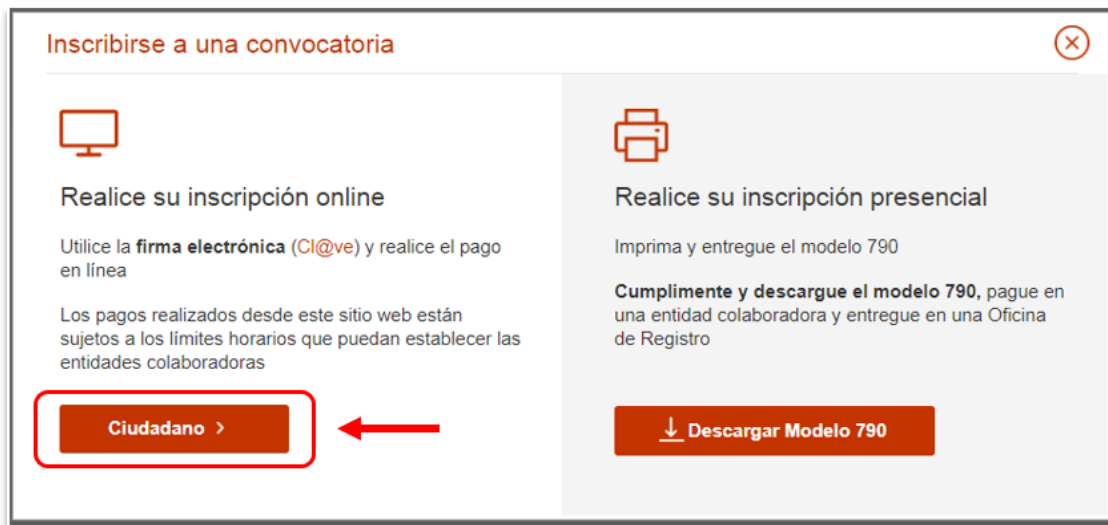 Inscribirse a una convocatoria
Realice su inscripción online
Utilice la firma electrónica (Cl@ve) y realice el pago
en línea
Los pagos realizados desde este sitio web están
sujetos a los límites horarios que puedan establecer las
entidades colaboradoras
Ciudadano >
Realice su inscripción presencial
Imprima y entregue el modelo 790
Cumplimente y descargue el modelo 790, pague en
una entidad colaboradora y entregue en una Oficina
de Registro
Descargar Modelo 790